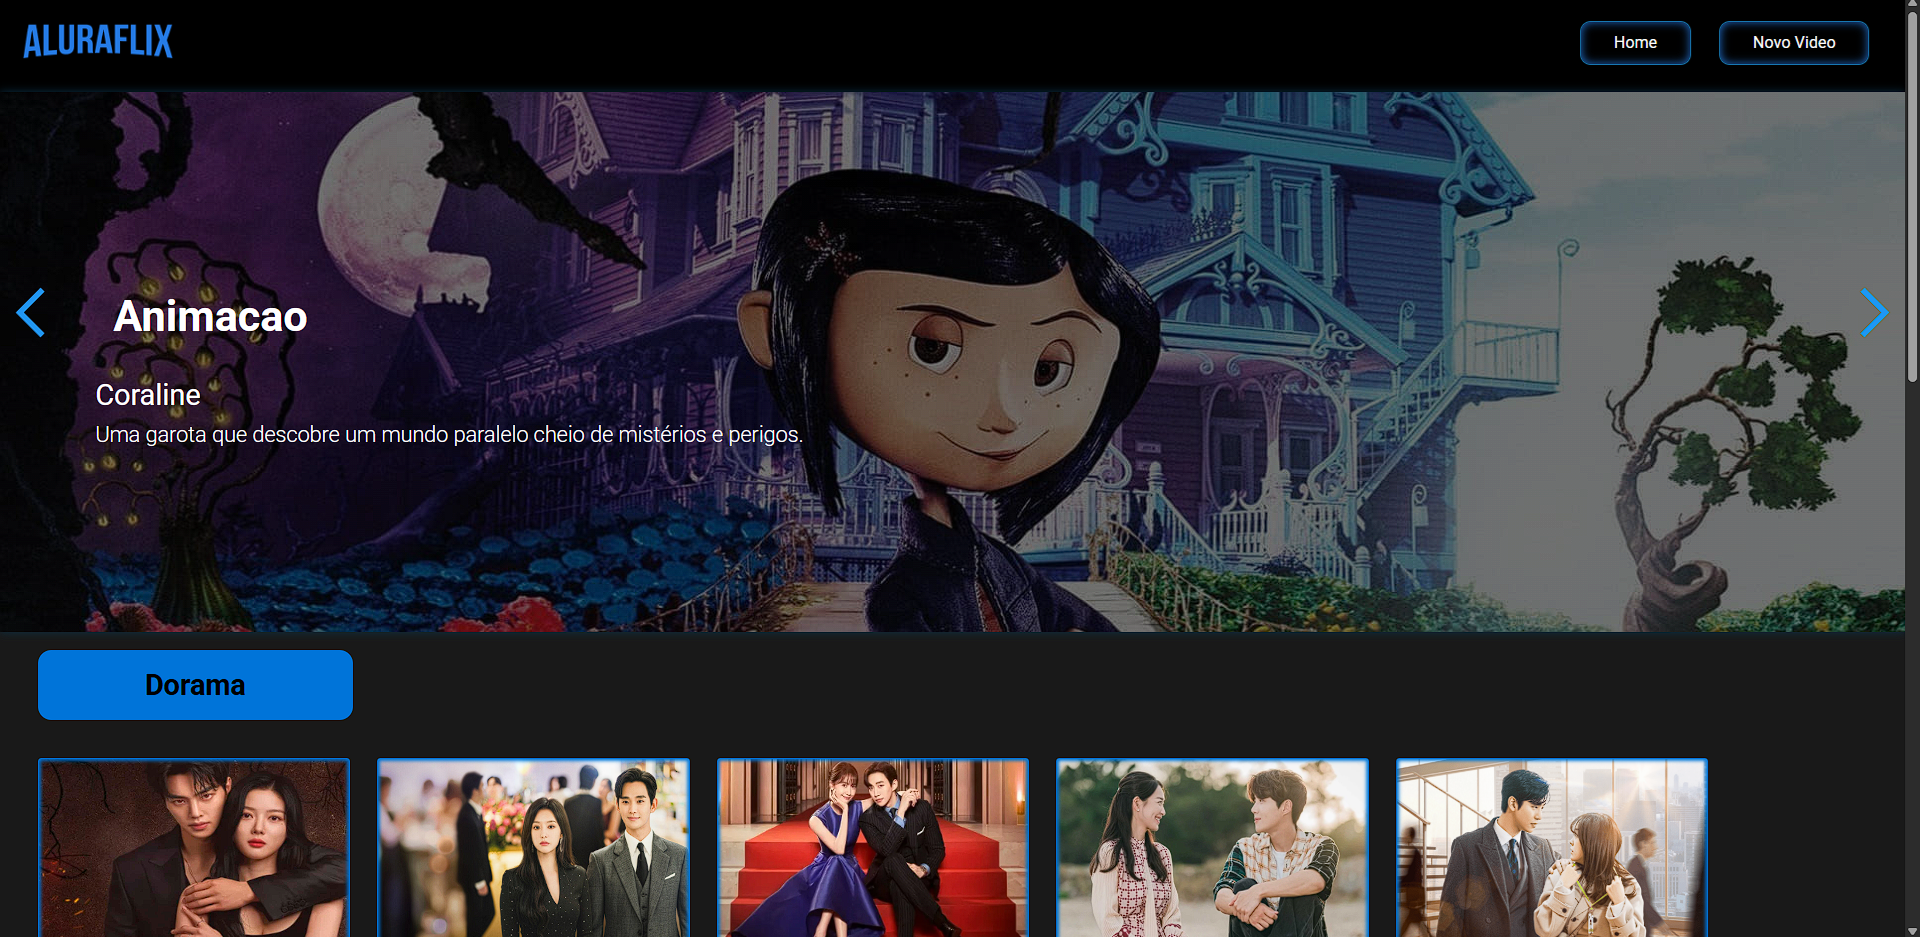 ALURAFLIX
Home
Novo Video
Animacao
Coraline
Uma garota que descobre um mundo paralelo cheio de mistérios e perigos.
Dorama